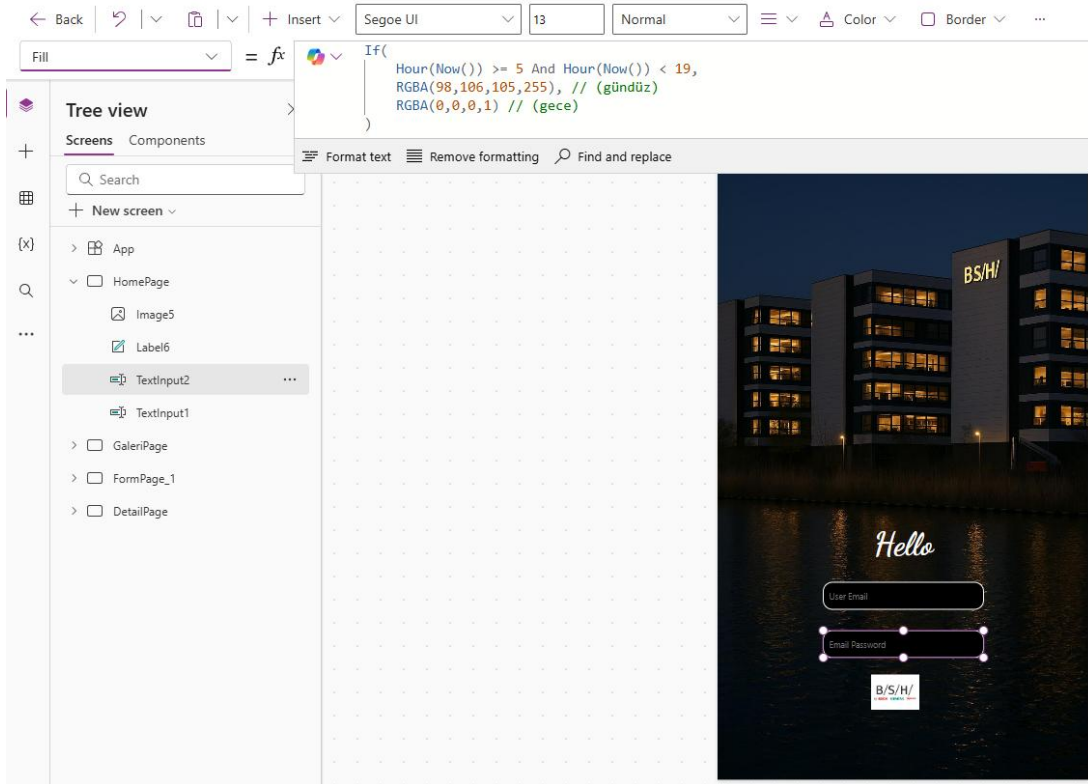 Back
Insert
Segoe UI
13
Normal
Color
Border
...
Fill
= fx
If(
Hour(Now()) >= 5 And Hour(Now()) < 19,
RGBA(98,106,105,255), // (gündüz)
RGBA(0,0,0,1) // (gece)
)
Format text
Remove formatting
Find and replace
Tree view
Screens
Components
Search
New screen
App
HomePage
Image5
Label6
TextInput2
...
TextInput1
GaleriPage
FormPage_1
DetailPage
{x}
BS/H/
Hello
User Email
Email Password
B/S/H/